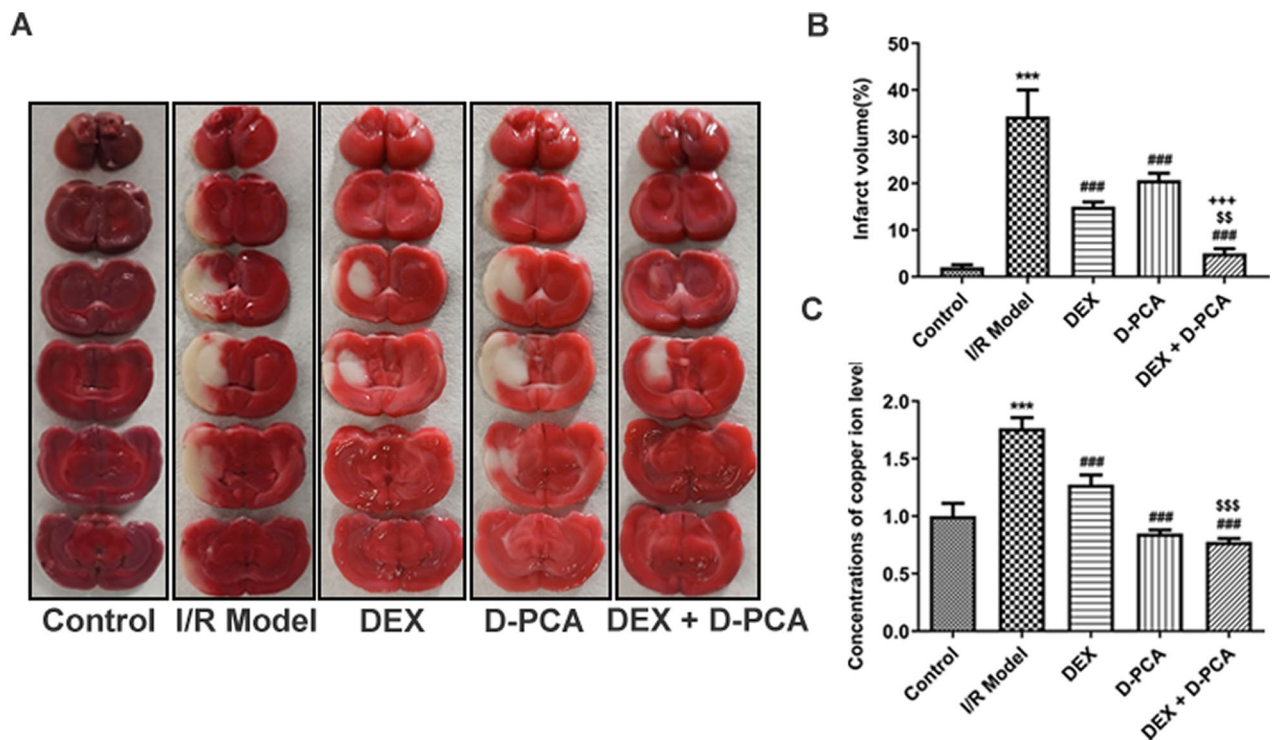 A
Control
I/R Model
DEX
D-PCA
DEX + D-PCA
B
Infarct volume(%)
50
40
30
20
10
0
***
###
###
+++
$$
###
Control
I/R Model
DEX
D-PCA
DEX + D-PCA
C
Concentrations of copper ion level
2.0
1.5
1.0
0.5
0.0
***
###
###
$$$
###
Control
I/R Model
DEX
D-PCA
DEX + D-PCA